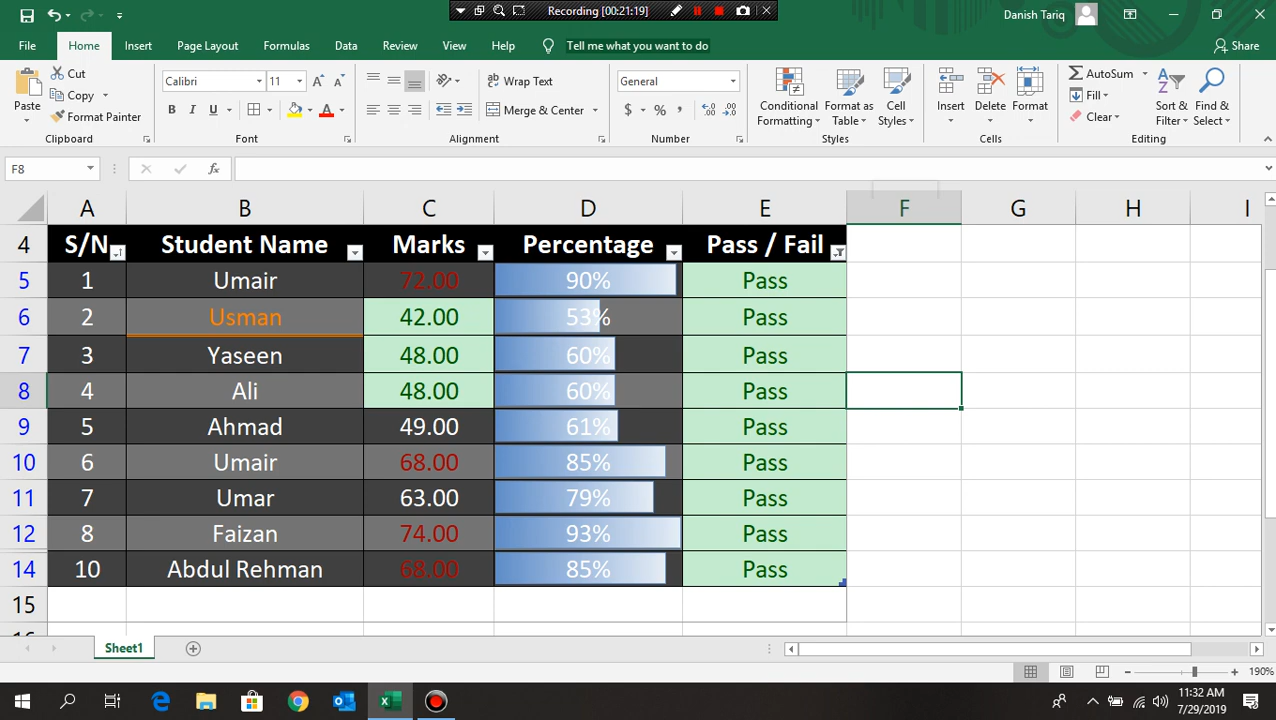 Recording [00:21:19]
Danish Tariq
File Home Insert Page Layout Formulas Data Review View Help Tell me what you want to do Share
Paste
Cut
Copy
Format Painter
Clipboard
Calibri 11
B I U
Font
Wrap Text
Merge & Center
Alignment
General
$ % ,
Number
Conditional Formatting
Format as Table
Cell Styles
Styles
Insert Delete Format
Cells
AutoSum
Fill
Clear
Sort & Filter
Find & Select
Editing
F8 fx
A B C D E F G H I
4 S/N Student Name Marks Percentage Pass / Fail
5 1 Umair 72.00 90% Pass
6 2 Usman 42.00 53% Pass
7 3 Yaseen 48.00 60% Pass
8 4 Ali 48.00 60% Pass
9 5 Ahmad 49.00 61% Pass
10 6 Umair 68.00 85% Pass
11 7 Umar 63.00 79% Pass
12 8 Faizan 74.00 93% Pass
14 10 Abdul Rehman 68.00 85% Pass
15
Sheet1
190%
11:32 AM
7/29/2019